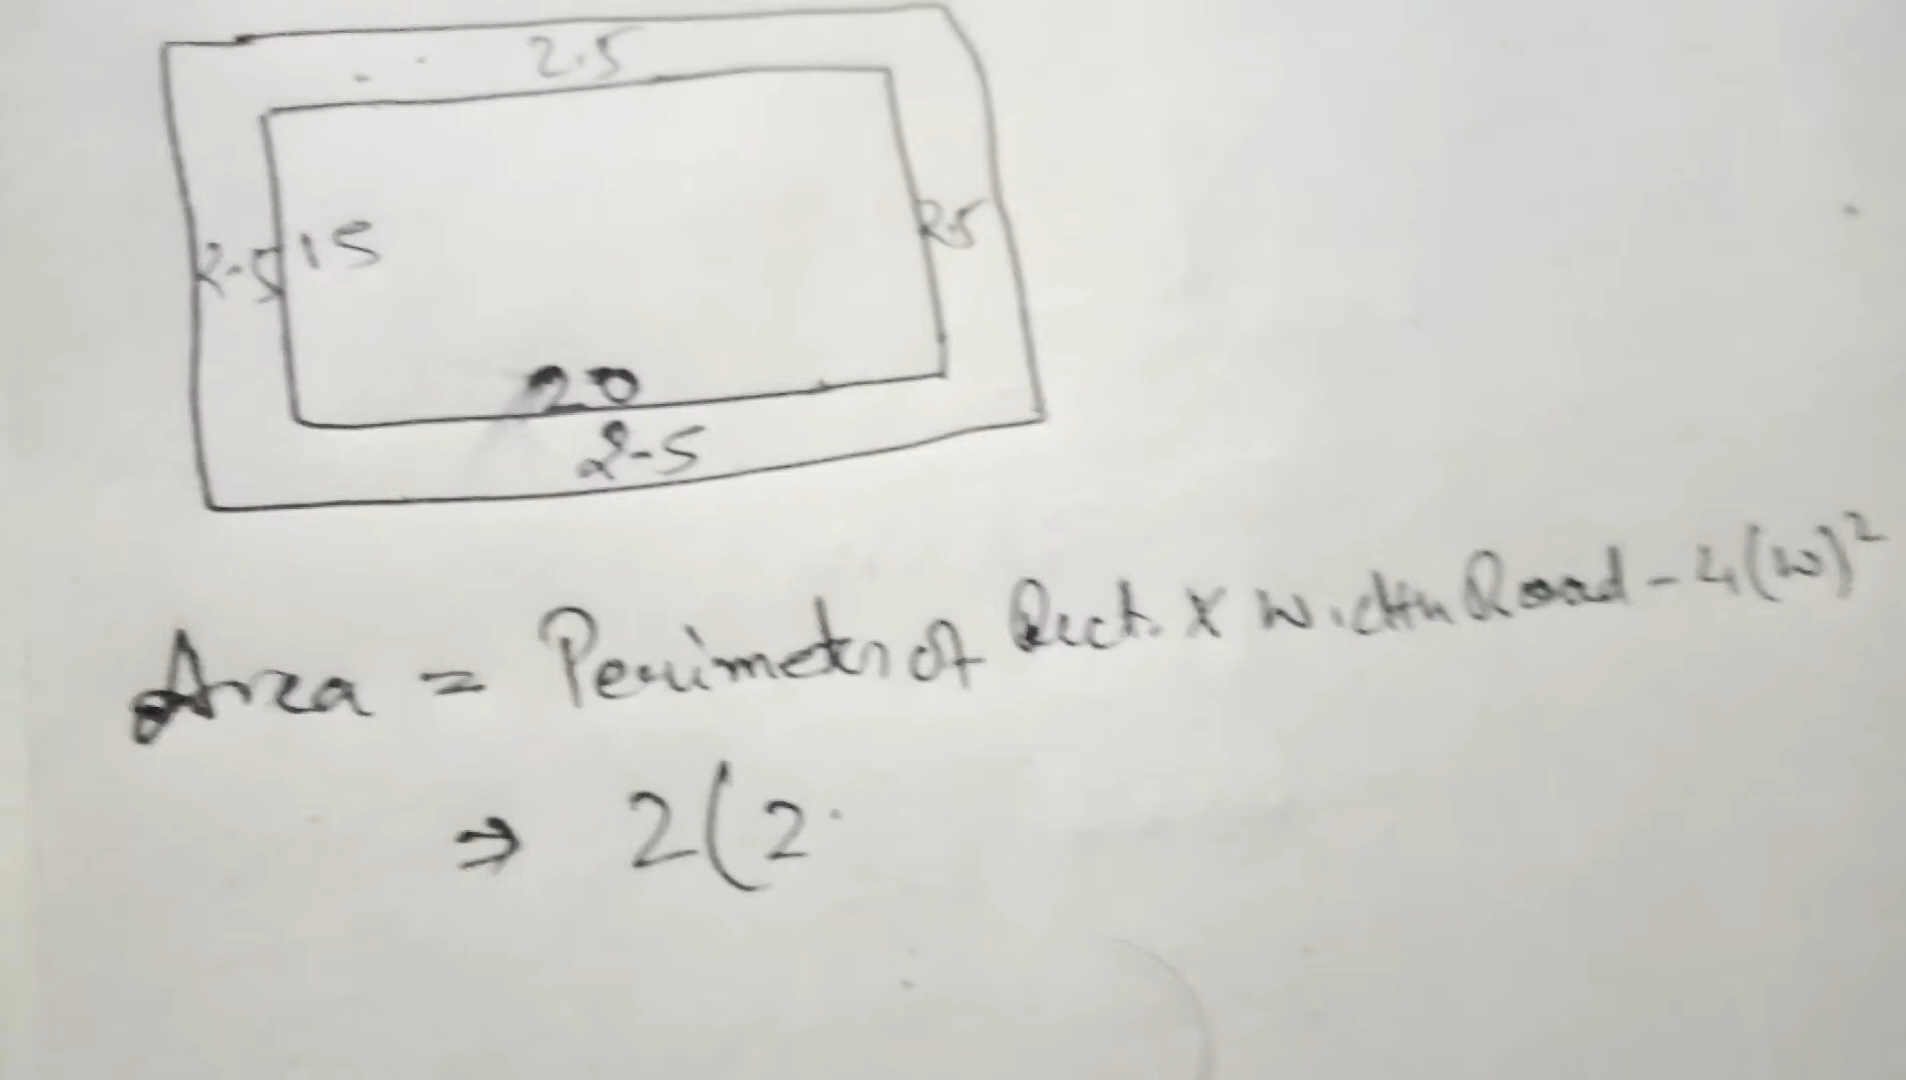 2.5
2-5 15 2.5
20
2-5
Area = Perimeter of Rect. x width Road - 4(w)²
⇒ 2(2